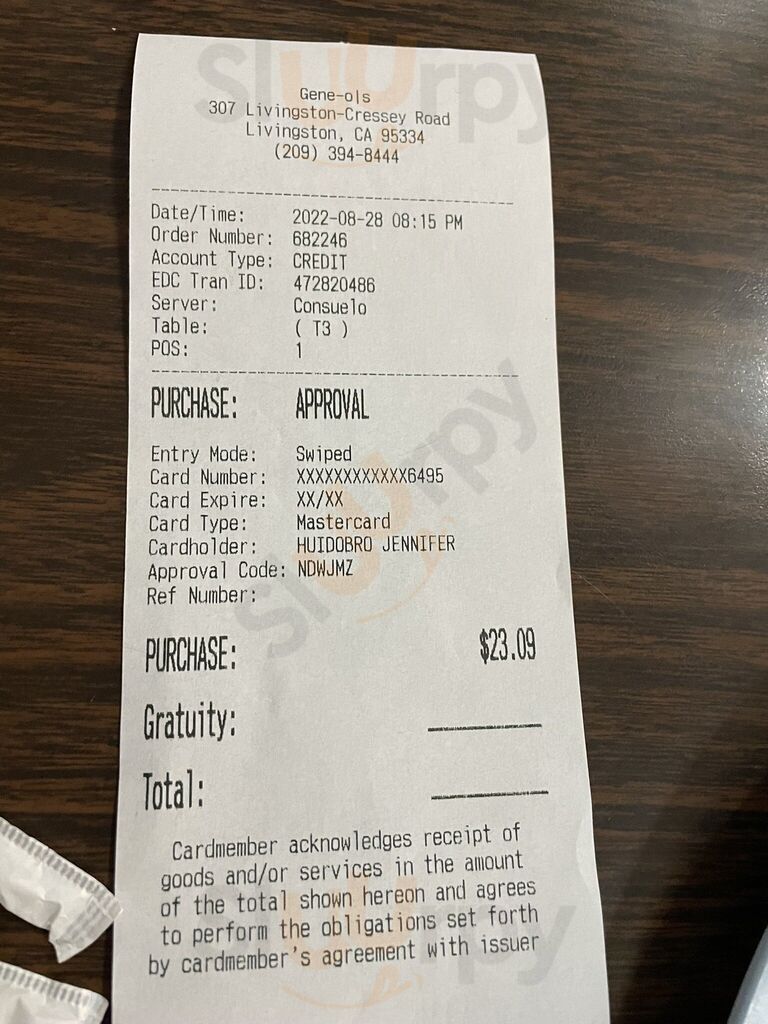 Gene-ols
307 Livingston-Cressey Road
Livingston, CA 95334
(209) 394-8444
Date/Time: 2022-08-28 08:15 PM
Order Number: 682246
Account Type: CREDIT
EDC Tran ID: 472820486
Server: Consuelo
Table: ( T3 )
POS: 1
PURCHASE: APPROVAL
Entry Mode: Swiped
Card Number: XXXXXXXXXXXX6495
Card Expire: XX/XX
Card Type: Mastercard
Cardholder: HUIDOBRO JENNIFER
Approval Code: NDWJMZ
Ref Number:
PURCHASE: $23.09
Gratuity:
Total:
Cardmember acknowledges receipt of
goods and/or services in the amount
of the total shown hereon and agrees
to perform the obligations set forth
by cardmember's agreement with issuer
Sluurpy
Sluurpy
Sluurpy